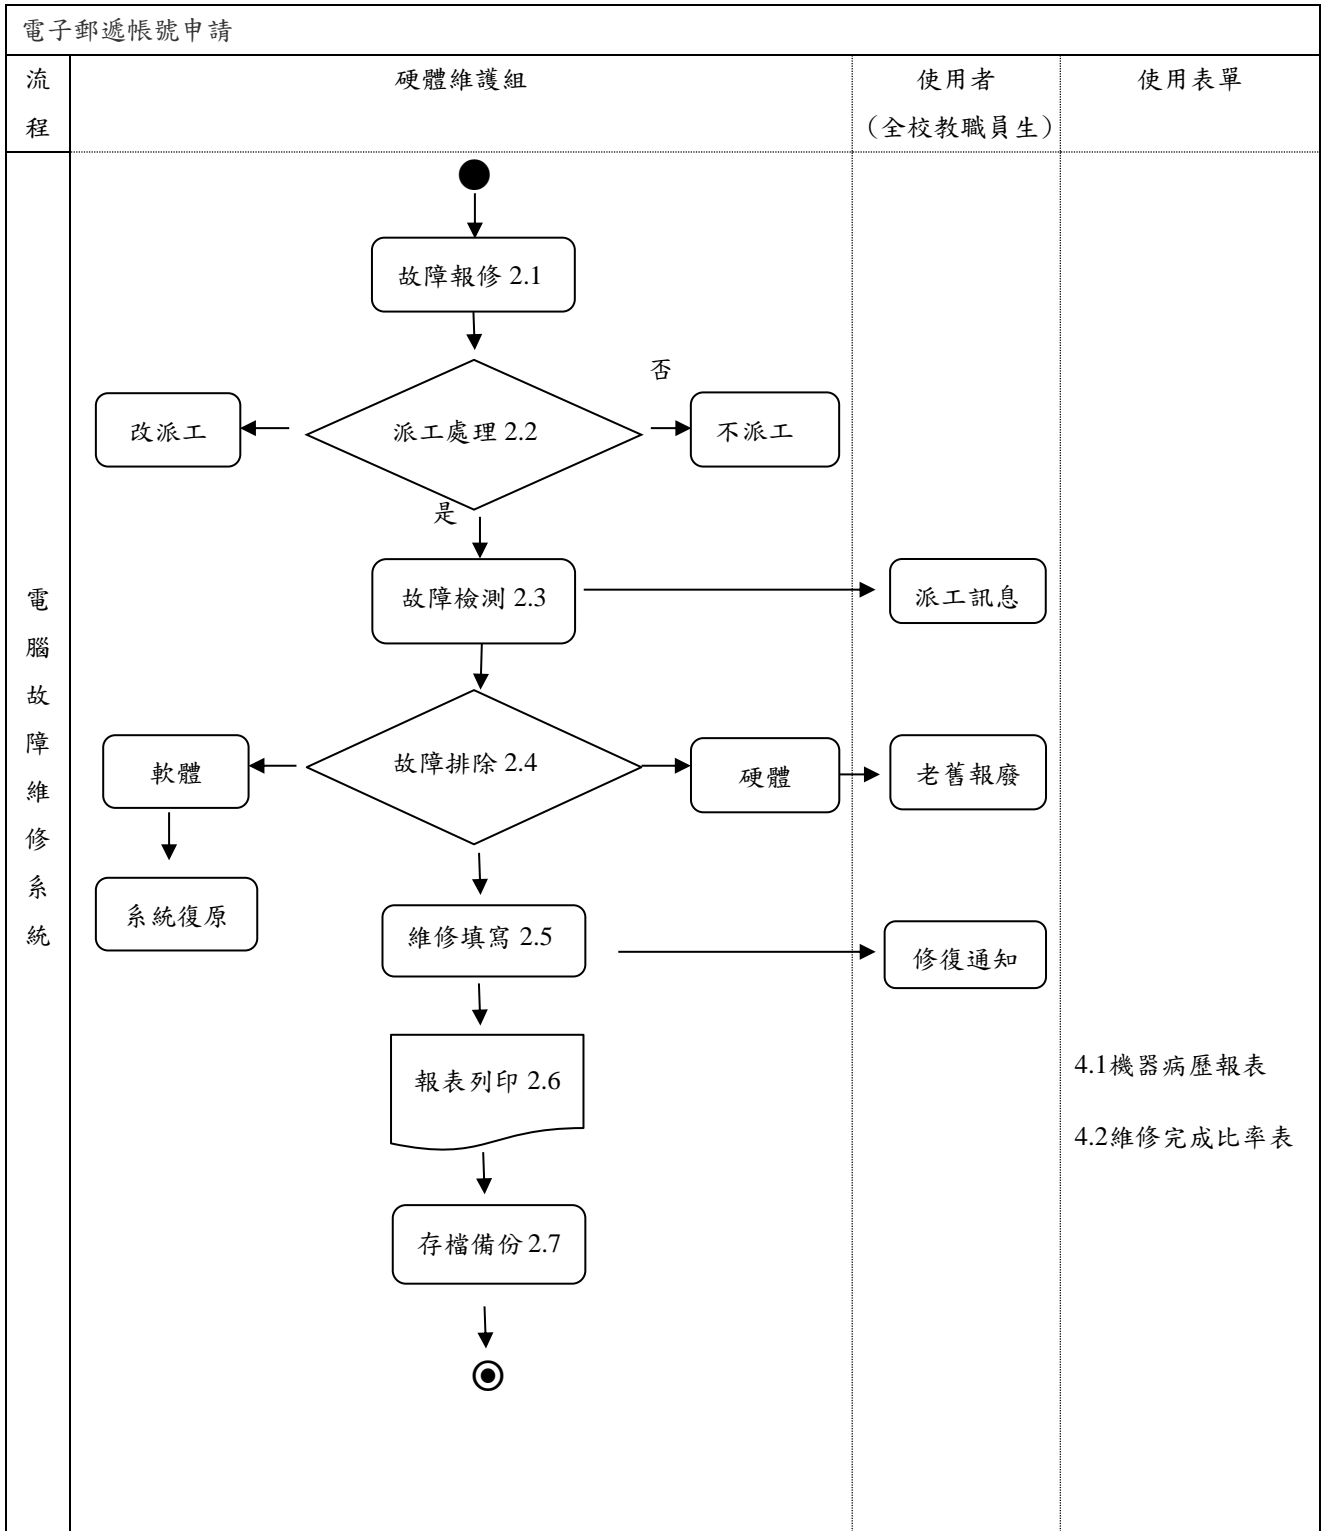 電子郵遞帳號申請
流程
硬體維護組
使用者
（全校教職員生）
使用表單
電腦故障維修系統
故障報修 2.1
否
改派工
派工處理 2.2
不派工
是
故障檢測 2.3
派工訊息
軟體
故障排除 2.4
硬體
老舊報廢
系統復原
維修填寫 2.5
修復通知
報表列印 2.6
4.1機器病歷報表
4.2維修完成比率表
存檔備份 2.7